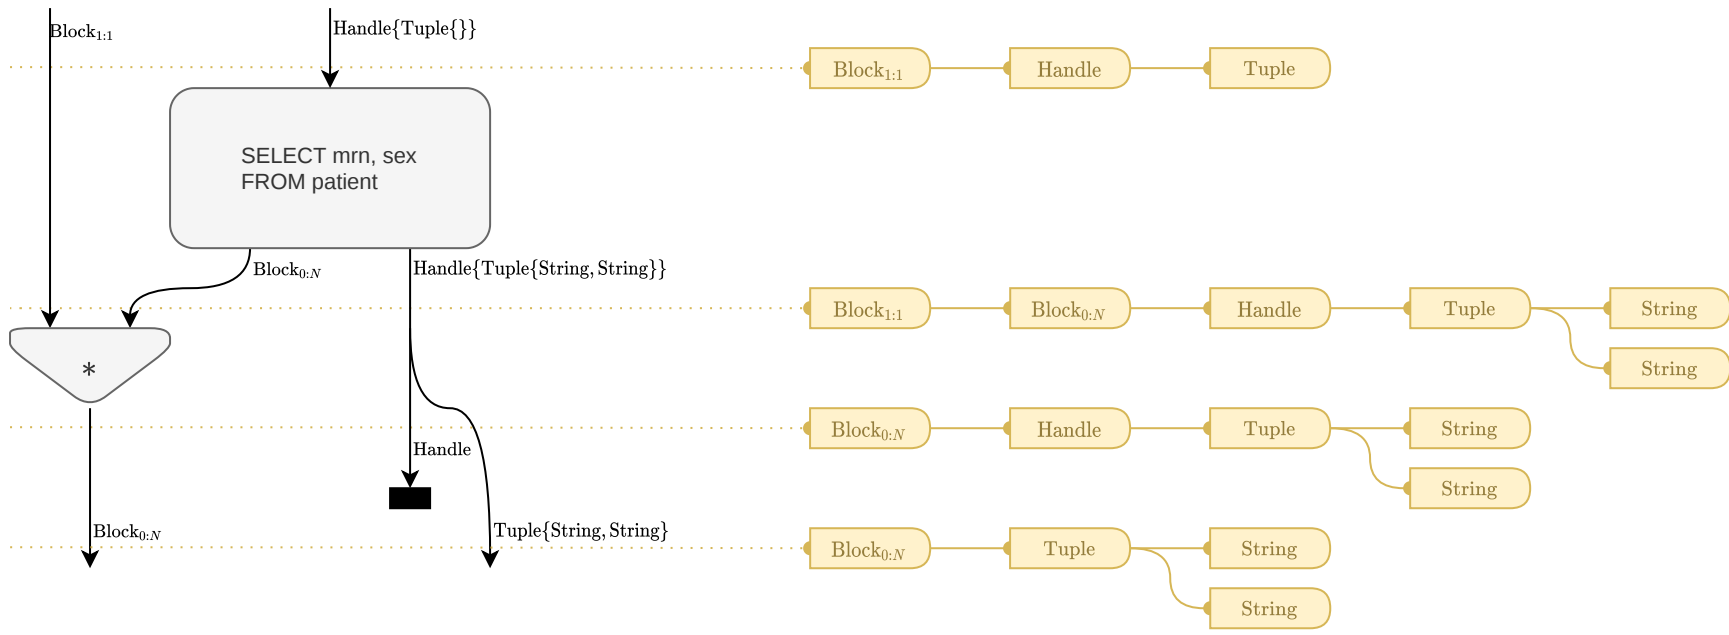 Block1:1
Handle{Tuple{}}
Block1:1 Handle Tuple
SELECT mrn, sex
FROM patient
Block0:N
Handle{Tuple{String, String}}
Block1:1 Block0:N Handle Tuple String
String
*
Block0:N Handle Tuple String
Handle
String
Block0:N
Tuple{String, String}
Block0:N Tuple String
String